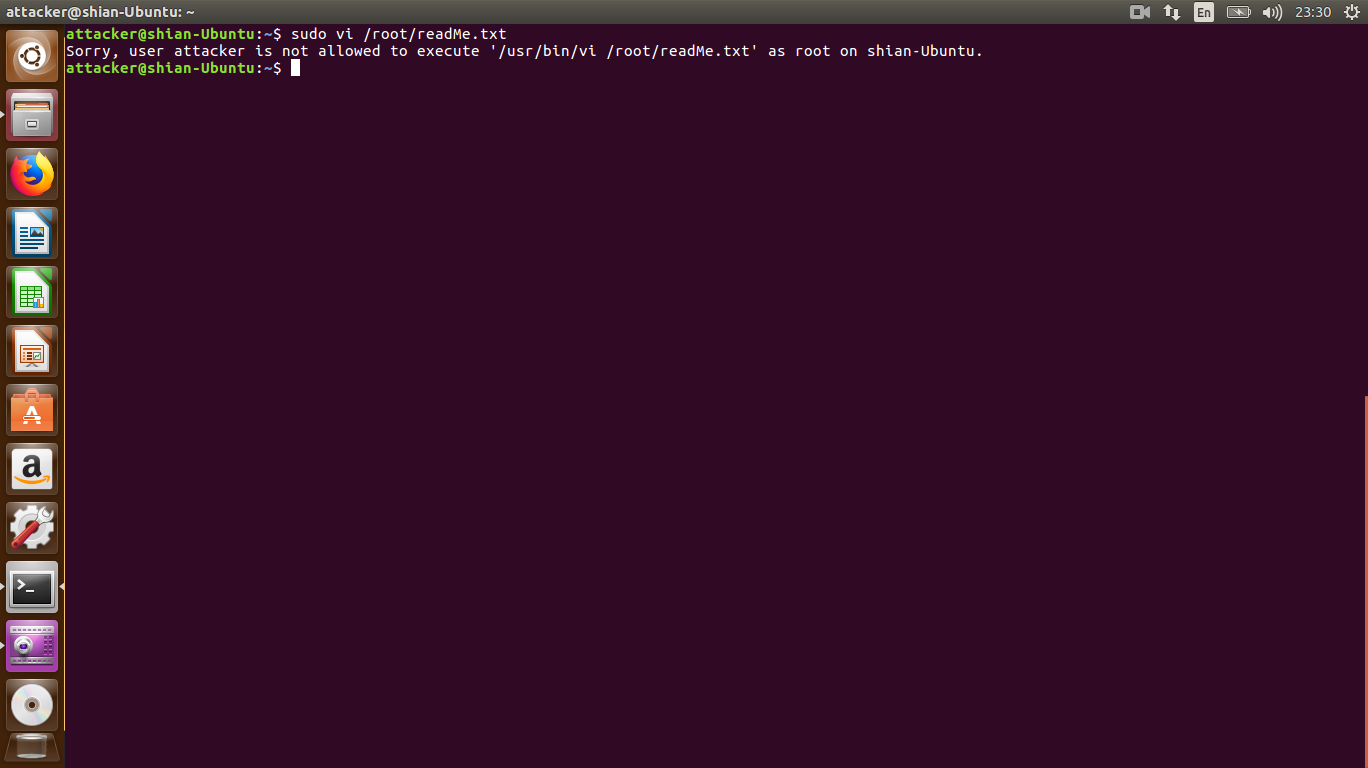 attacker@shian-Ubuntu: ~
En
23:30
attacker@shian-Ubuntu:~$ sudo vi /root/readMe.txt
Sorry, user attacker is not allowed to execute '/usr/bin/vi /root/readMe.txt' as root on shian-Ubuntu.
attacker@shian-Ubuntu:~$